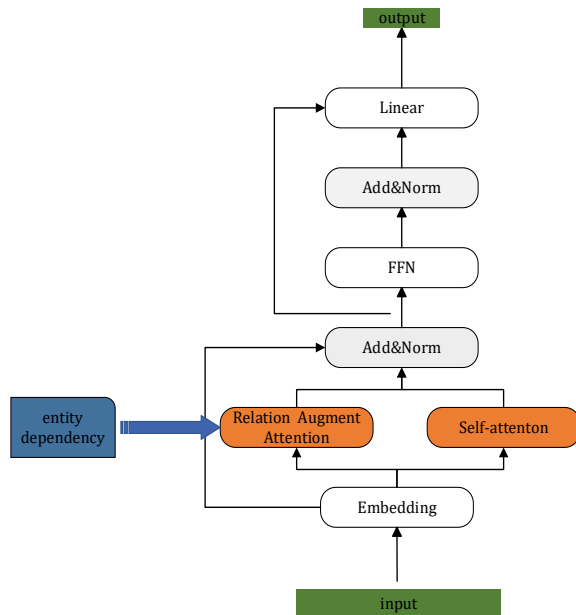 output
Linear
Add&Norm
FFN
Add&Norm
entity
dependency
Relation Augment
Attention
Self-attenton
Embedding
input